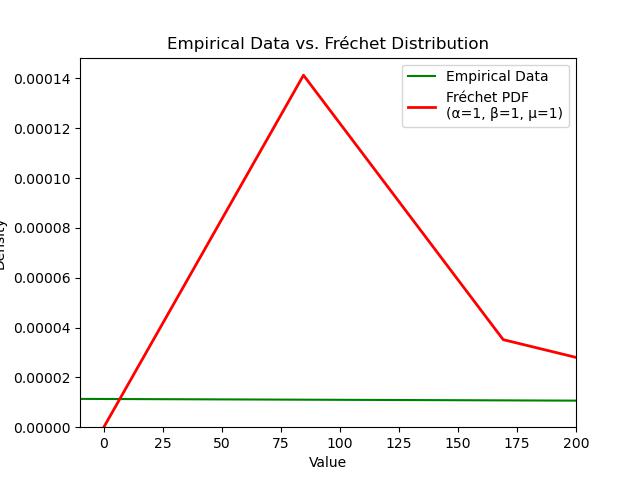 Empirical Data vs. Fréchet Distribution
Empirical Data
Fréchet PDF
(α=1, β=1, μ=1)
0.00014
0.00012
0.00010
0.00008
0.00006
0.00004
0.00002
0.00000
Density
0 25 50 75 100 125 150 175 200
Value